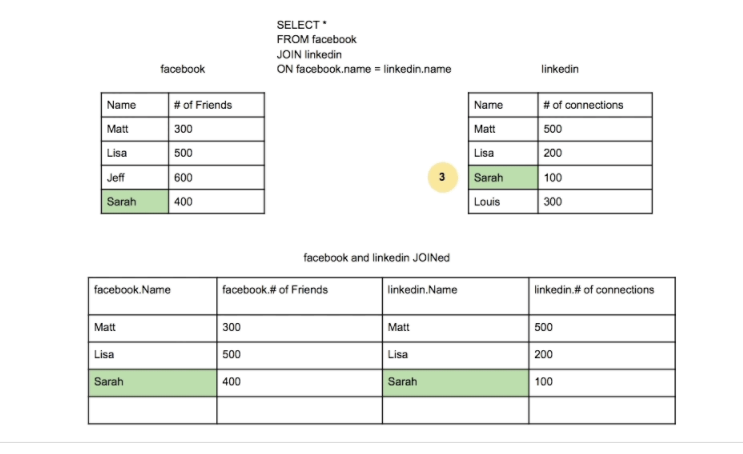 SELECT *
FROM facebook
JOIN linkedin
ON facebook.name = linkedin.name
facebook
linkedin
Name # of Friends
Matt 300
Lisa 500
Jeff 600
Sarah 400
Name # of connections
Matt 500
Lisa 200
3
Sarah 100
Louis 300
facebook and linkedin JOINed
facebook.Name facebook.# of Friends linkedin.Name linkedin.# of connections
Matt 300 Matt 500
Lisa 500 Lisa 200
Sarah 400 Sarah 100